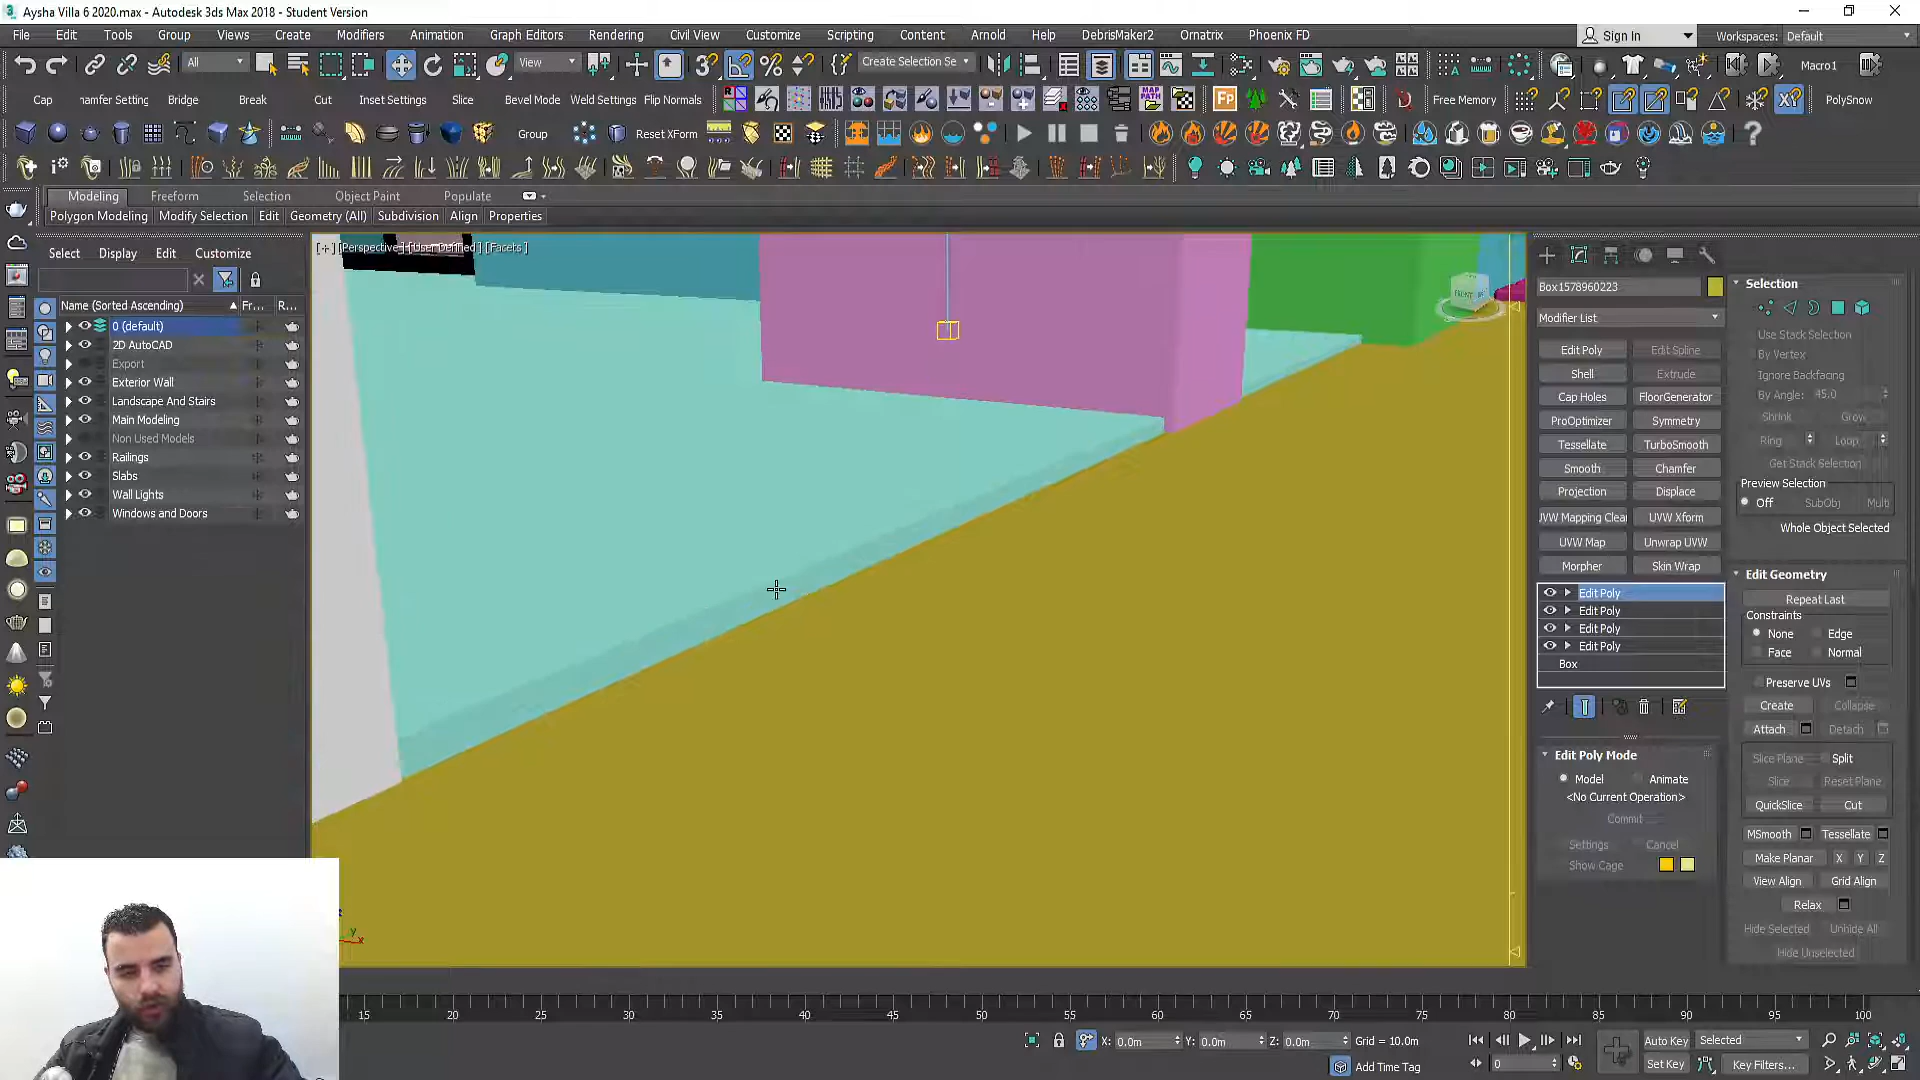 Aysha Villa 6 2020.max - Autodesk 3ds Max 2018 - Student Version
File Edit Tools Group Views Create Modifiers Animation Graph Editors Rendering Civil View Customize Scripting Content Arnold Help DebrisMaker2 Ornatrix Phoenix FD
Sign In Workspaces: Default
All View Create Selection Se Macro1
Cap hamfer Setting Bridge Break Cut Inset Settings Slice Bevel Mode Weld Settings Flip Normals FP Free Memory PolySnow
Group Reset XForm
Modeling Freeform Selection Object Paint Populate
Polygon Modeling Modify Selection Edit Geometry (All) Subdivision Align Properties
Select Display Edit Customize
Name (Sorted Ascending) Fr... R...
0 (default)
2D AutoCAD
Export
Exterior Wall
Landscape And Stairs
Main Modeling
Non Used Models
Railings
Slabs
Wall Lights
Windows and Doors
[+] [Perspective] [User Defined] [Facets]
Box1578960223
Modifier List
Edit Poly Edit Spline
Shell Extrude
Cap Holes FloorGenerator
ProOptimizer Symmetry
Tessellate TurboSmooth
Smooth Chamfer
Projection Displace
UVW Mapping Clea UVW Xform
UVW Map Unwrap UVW
Morpher Skin Wrap
Edit Poly
Edit Poly
Edit Poly
Edit Poly
Box
Edit Poly Mode
Model Animate
<No Current Operation>
Commit
Settings Cancel
Show Cage
Selection
Use Stack Selection
By Vertex
Ignore Backfacing
By Angle: 45.0
Shrink Grow
Ring Loop
Get Stack Selection
Preview Selection
Off SubObj Multi
Whole Object Selected
Edit Geometry
Repeat Last
Constraints
None Edge
Face Normal
Preserve UVs
Create Collapse
Attach Detach
Slice Plane Split
Slice Reset Plane
QuickSlice Cut
MSmooth Tessellate
Make Planar X Y Z
View Align Grid Align
Relax
Hide Selected Unhide All
Hide Unselected
15 20 25 30 35 40 45 50 55 60 65 70 75 80 85 90 95 100
X: 0.0m Y: 0.0m Z: 0.0m Grid = 10.0m
Add Time Tag
Auto Key Selected
0 Set Key Key Filters...